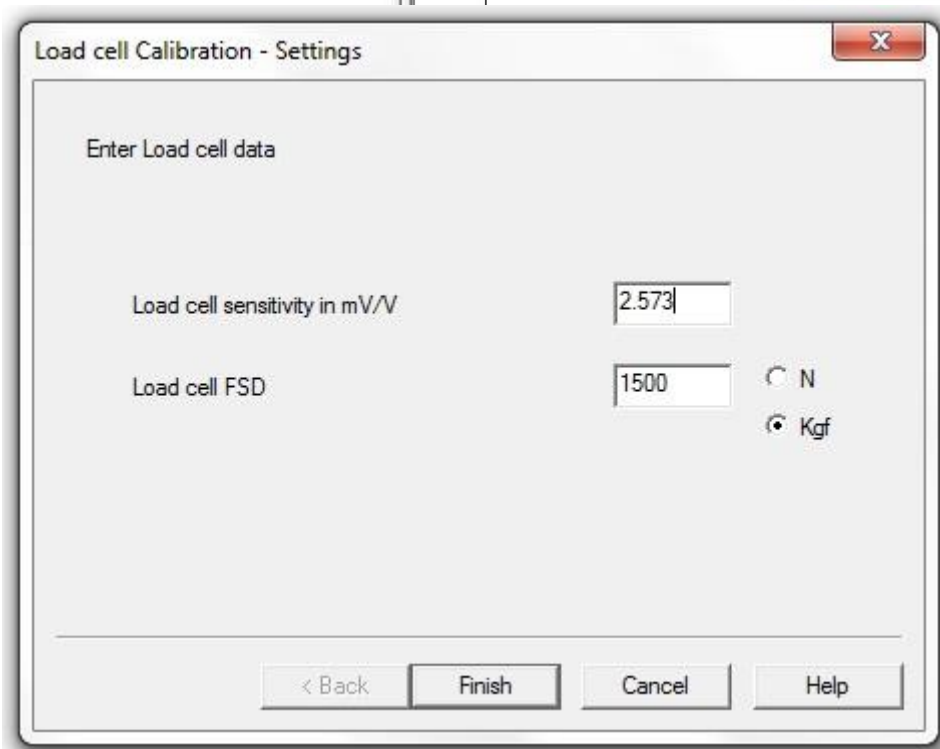 Load cell Calibration - Settings
Enter Load cell data
Load cell sensitivity in mV/V 2.573
Load cell FSD 1500 N
Kgf
< Back Finish Cancel Help